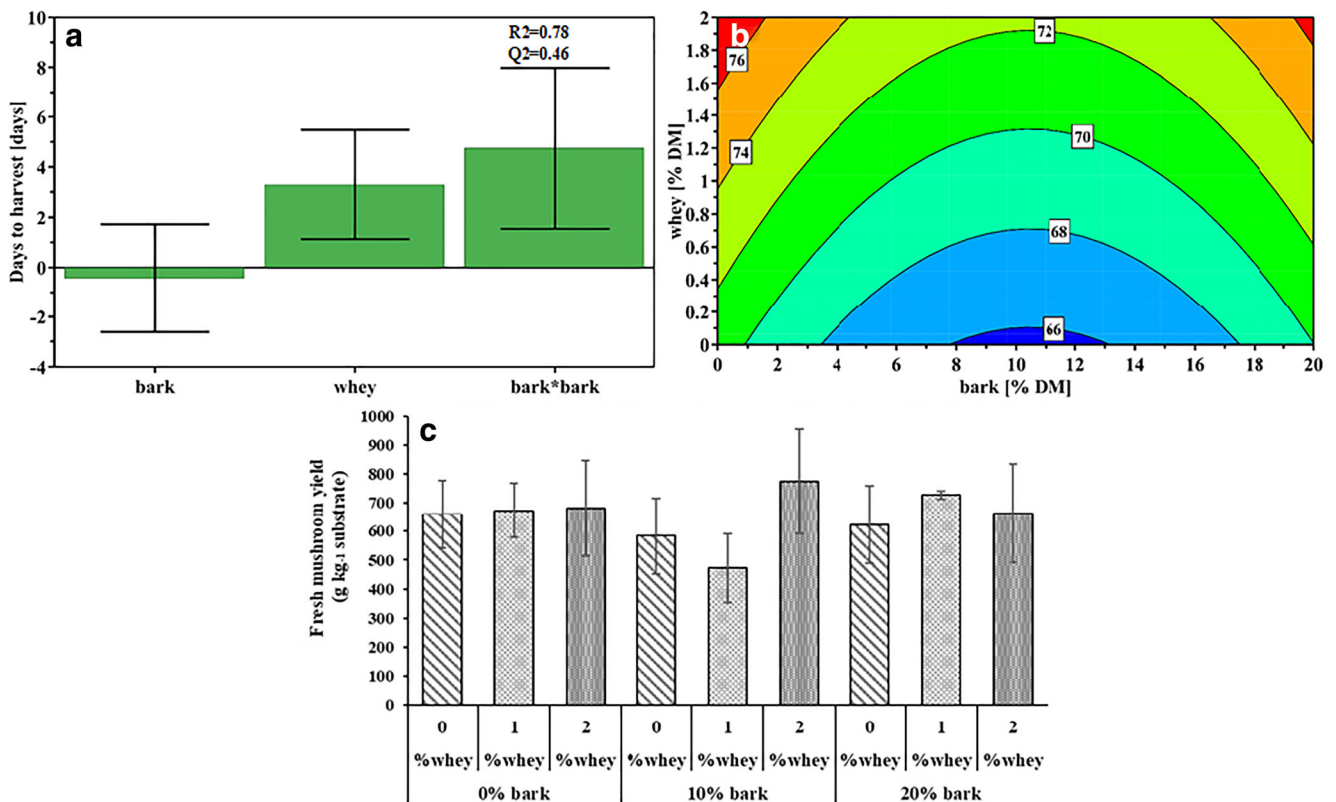 a
R2=0.78
Q2=0.46
Days to harvest [days]
10
8
6
4
2
0
-2
-4
bark whey bark*bark
b
whey [% DM]
2
1.8
1.6
1.4
1.2
1
0.8
0.6
0.4
0.2
0
76
74
72
70
68
66
0 2 4 6 8 10 12 14 16 18 20
bark [% DM]
c
Fresh mushroom yield
(g kg-1 substrate)
1000
900
800
700
600
500
400
300
200
100
0
0 1 2 0 1 2 0 1 2
%whey %whey %whey %whey %whey %whey %whey %whey %whey
0% bark 10% bark 20% bark